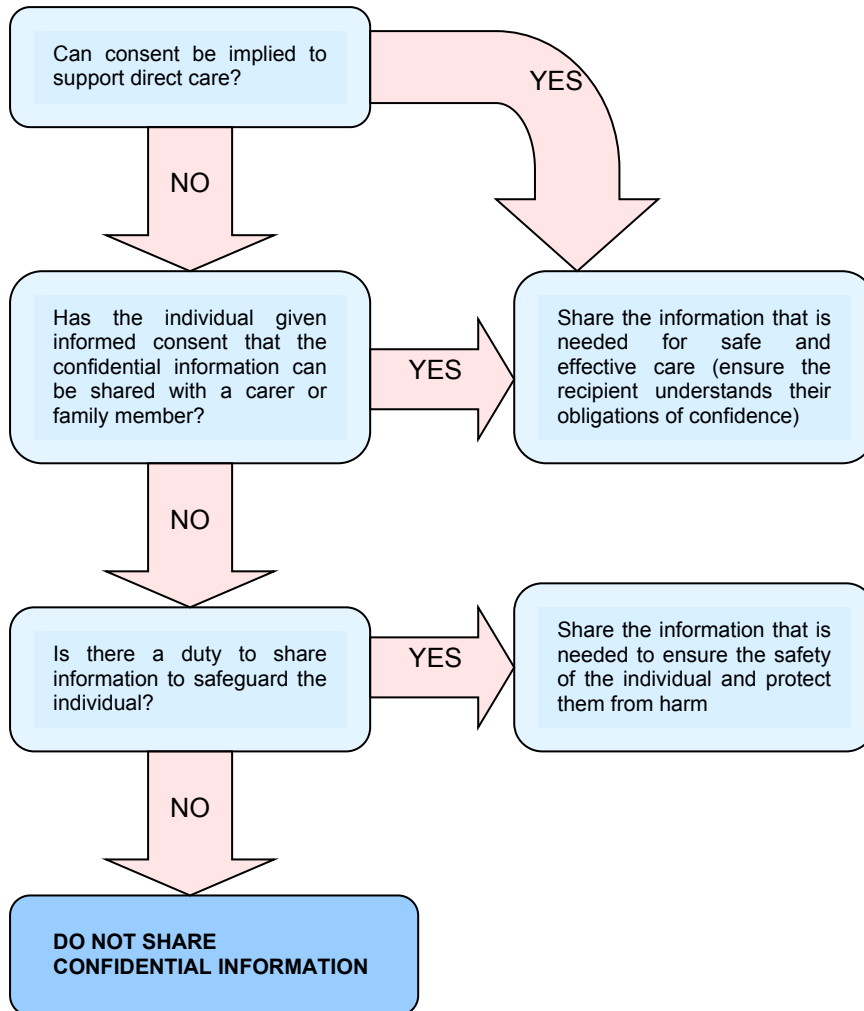 Can consent be implied to
support direct care?
YES
NO
Has the individual given
informed consent that the
confidential information can
be shared with a carer or
family member?
YES
Share the information that is
needed for safe and
effective care (ensure the
recipient understands their
obligations of confidence)
NO
Is there a duty to share
information to safeguard the
individual?
YES
Share the information that is
needed to ensure the safety
of the individual and protect
them from harm
NO
DO NOT SHARE
CONFIDENTIAL INFORMATION